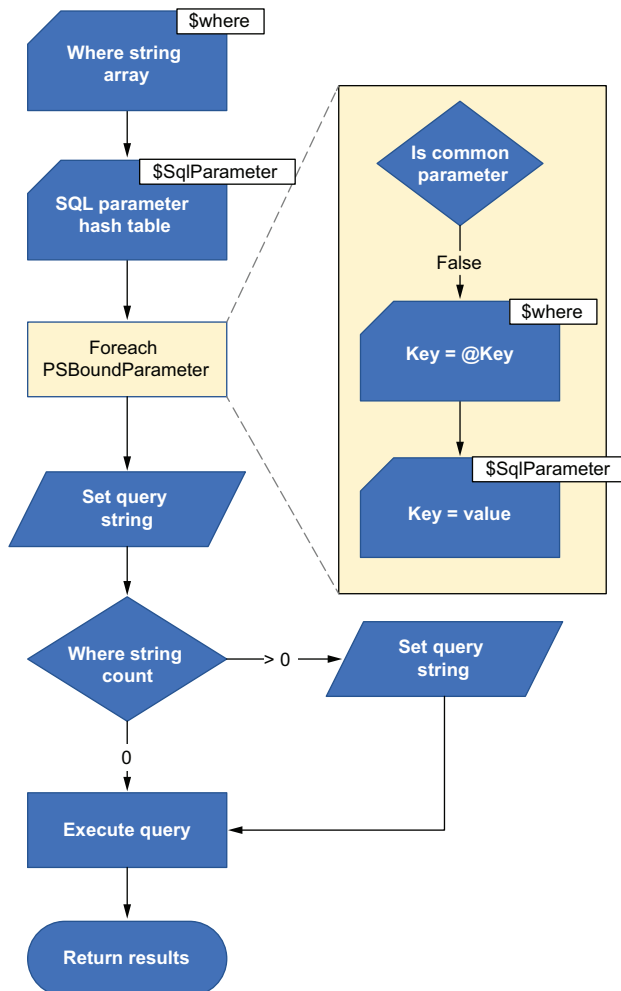 $where
Where string
array
$SqlParameter
SQL parameter
hash table
Foreach
PSBoundParameter
Is common
parameter
False
$where
Key = @Key
$SqlParameter
Key = value
Set query
string
Where string
count
> 0
Set query
string
0
Execute query
Return results